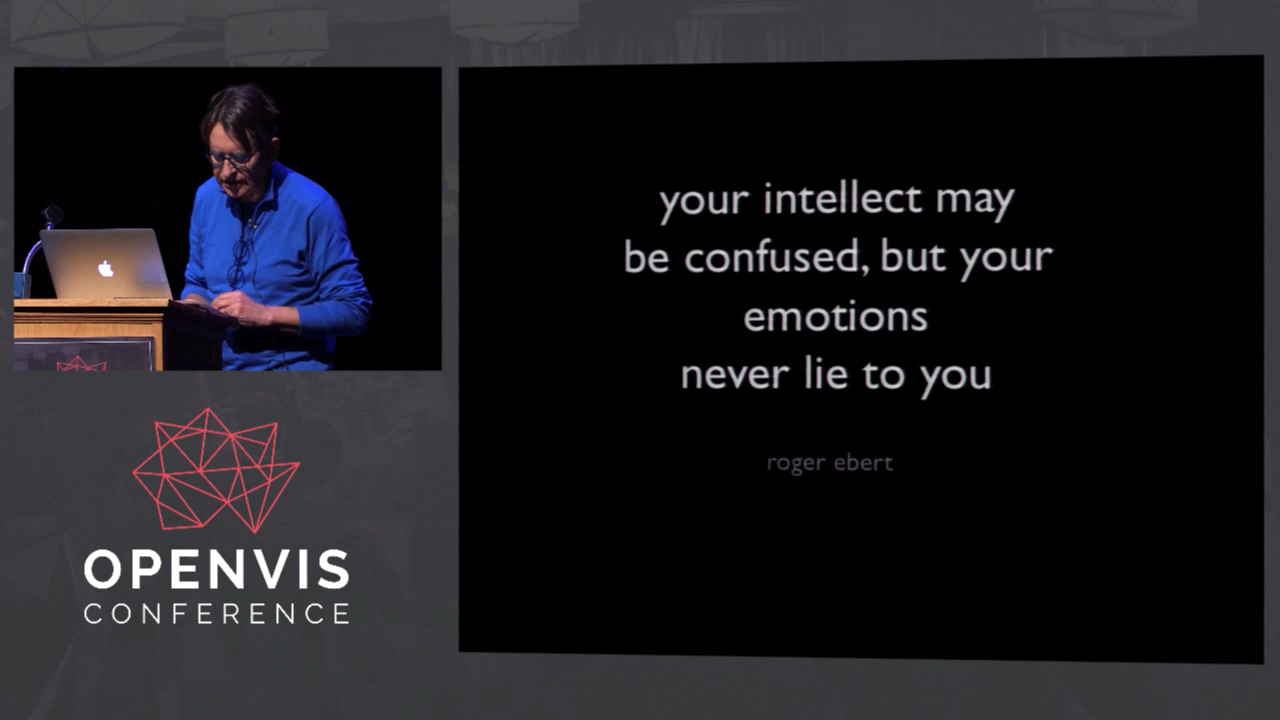 your intellect may
be confused, but your
emotions
never lie to you
roger ebert
OPENVIS
CONFERENCE